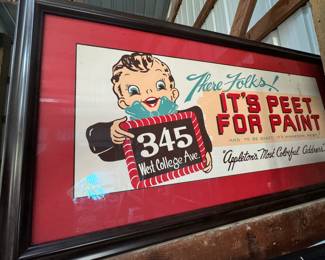 There Folks!
IT'S PEET
FOR PAINT
345
West College Ave.
"Appleton's Most Colorful Address"